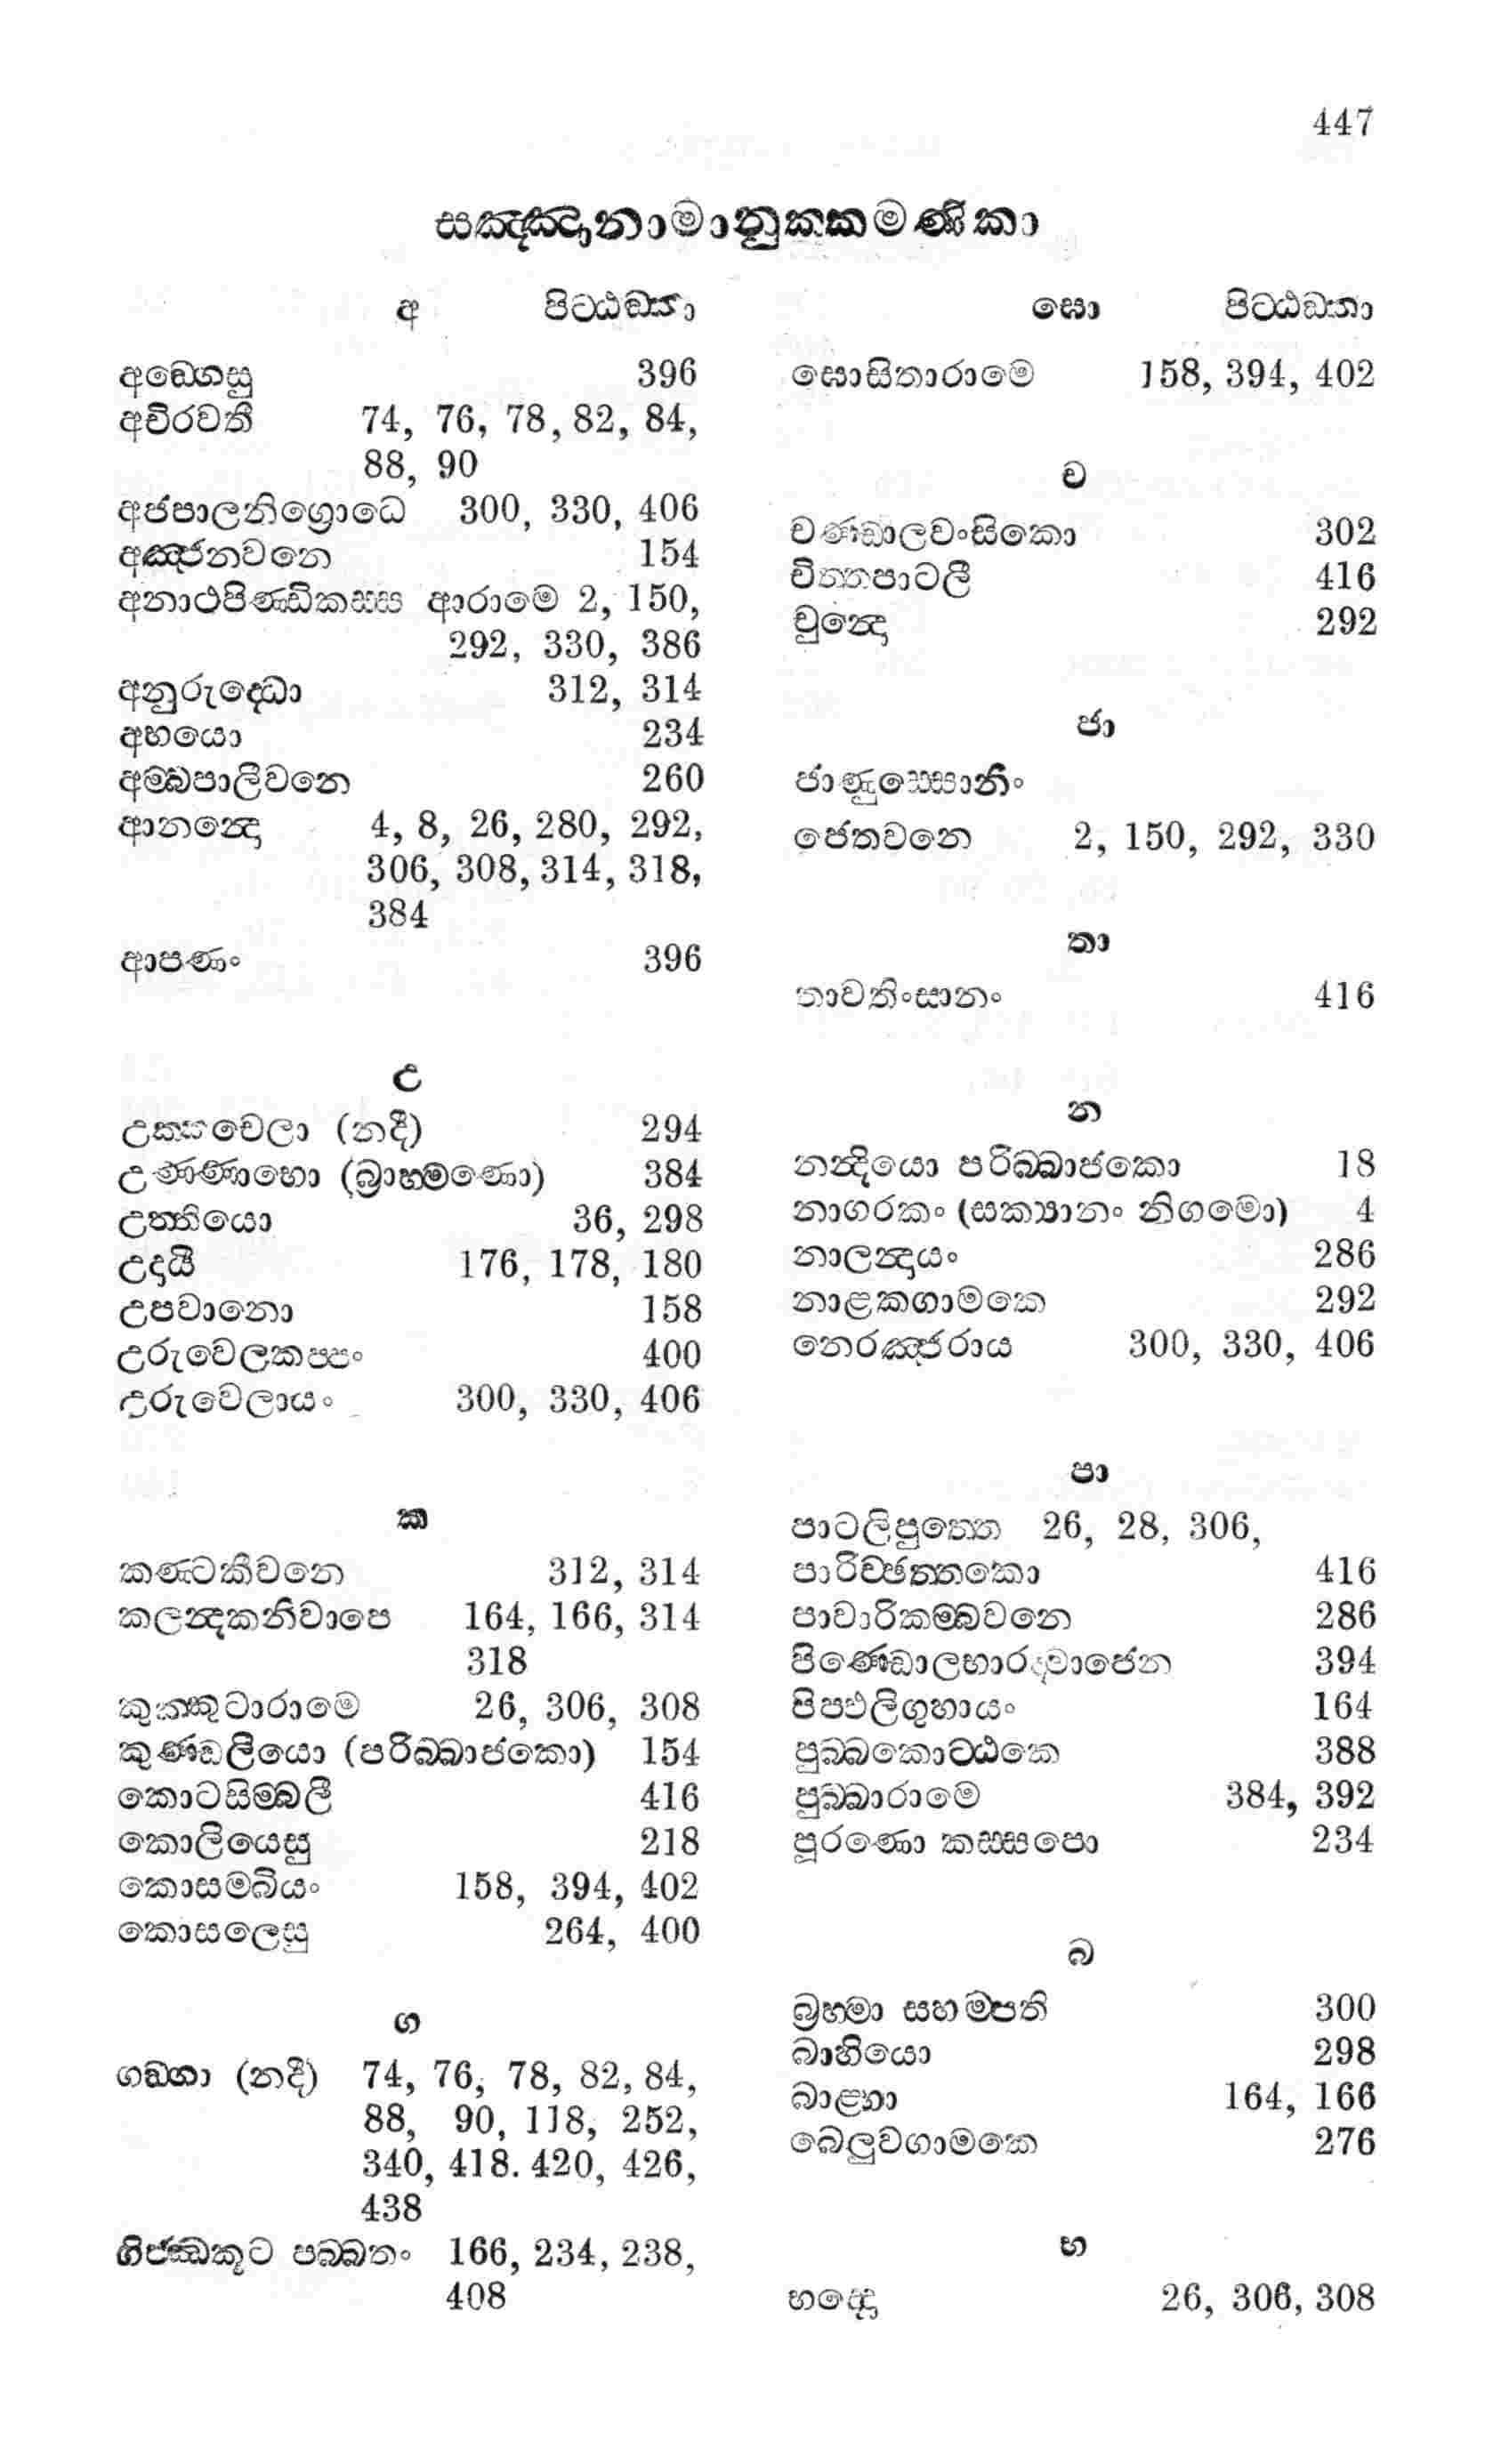 447
සඤ්ඤානාමානුක්කමණිකා
අ පිට්ඨඞ්කා
අඞ්ගෙසු 396
අචිරවතී 74, 76, 78, 82, 84,
88, 90
අජපාලනිග්‍රොධෙ 300, 330, 406
අඤ්ජනවනෙ 154
අනාථපිණ්ඩිකස්ස ආරාමෙ 2, 150,
292, 330, 386
අනුරුද්ධො 312, 314
අභයො 234
අම්බපාලිවනෙ 260
ආනන්දො 4, 8, 26, 280, 292,
306, 308, 314, 318,
384
ආපණං 396
උ
උක්කචෙලා (නදී) 294
උණ්ණාභො (බ්‍රාහ්මණො) 384
උත්තියො 36, 298
උදායී 176, 178, 180
උපවානො 158
උරුවෙලකප්පං 400
උරුවෙලායං 300, 330, 406
ක
කණ්ටකීවනෙ 312, 314
කලන්දකනිවාපෙ 164, 166, 314
318
කුක්කුටාරාමෙ 26, 306, 308
කුණ්ඩලියො (පරිබ්බාජකො) 154
කොටසිම්බලී 416
කොලියෙසු 218
කොසම්බියං 158, 394, 402
කොසලෙසු 264, 400
ග
ගඞ්ගා (නදී) 74, 76, 78, 82, 84,
88, 90, 118, 252,
340, 418. 420, 426,
438
ගිජ්ඣකූට පබ්බතං 166, 234, 238,
408
ඝො පිට්ඨඞ්කා
ඝොසිතාරාමෙ 158, 394, 402
ච
චණ්ඩාලවංසිකො 302
චිත්තපාටලී 416
චුන්දො 292
ජා
ජාණුස්සොනිං
ජෙතවනෙ 2, 150, 292, 330
තා
තාවතිංසානං 416
න
නන්දියො පරිබ්බාජකො 18
නාගරකං (සක්‍යානං නිගමො) 4
නාලන්දායං 286
නාළකගාමකෙ 292
නෙරඤ්ජරාය 300, 330, 406
පා
පාටලිපුත්තෙ 26, 28, 306,
පාරිච්ඡත්තකො 416
පාවාරිකම්බවනෙ 286
පිණ්ඩොලභාරද්වාජෙන 394
පිප්ඵලිගුහායං 164
පුබ්බකොට්ඨකෙ 388
පුබ්බාරාමෙ 384, 392
පූරණො කස්සපො 234
බ
බ්‍රහ්මා සහම්පති 300
බාහියො 298
බාළ්හා 164, 166
බෙලුවගාමකෙ 276
භ
භද්දො 26, 306, 308